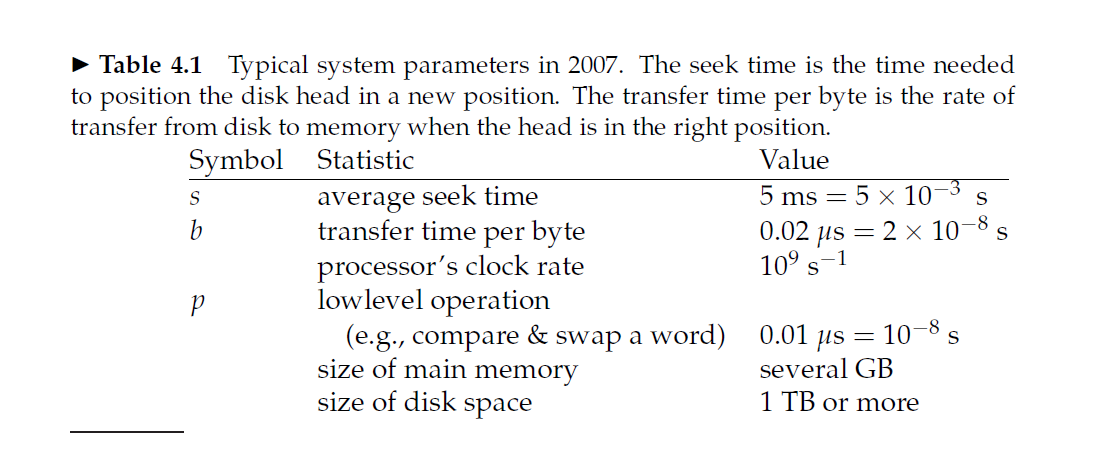 ► Table 4.1 Typical system parameters in 2007. The seek time is the time needed
to position the disk head in a new position. The transfer time per byte is the rate of
transfer from disk to memory when the head is in the right position.
Symbol Statistic Value
s average seek time 5 ms = 5 × 10⁻³ s
b transfer time per byte 0.02 μs = 2 × 10⁻⁸ s
processor's clock rate 10⁹ s⁻¹
p lowlevel operation
(e.g., compare & swap a word) 0.01 μs = 10⁻⁸ s
size of main memory several GB
size of disk space 1 TB or more